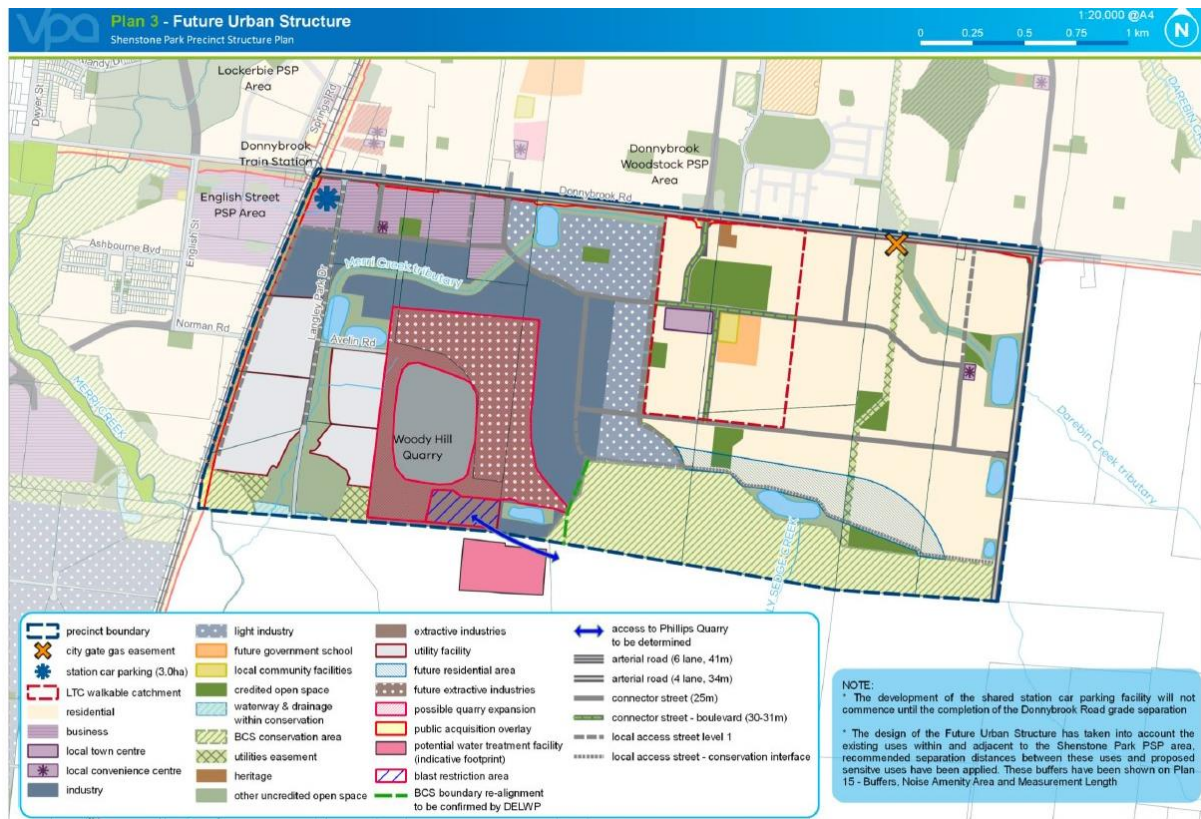 vpa
Plan 3 - Future Urban Structure
Shenstone Park Precinct Structure Plan
1:20,000 @A4
0 0.25 0.5 0.75 1 km
N
Lockerbie PSP
Area
Dwyer St
Springs Rd
Donnybrook
Train Station
English Street
PSP Area
Donnybrook
Woodstock PSP
Area
Donnybrook Rd
DAREBIN
English St
Ashbourne Bvd
Norman Rd
Langley Park Dr
Merri Creek tributary
Avelin Rd
MERRI CREEK
Woody Hill
Quarry
Darebin Creek tributary
LY SEDGE CREEK
precinct boundary
city gate gas easement
station car parking (3.0ha)
LTC walkable catchment
residential
business
local town centre
local convenience centre
industry
light industry
future government school
local community facilities
credited open space
waterway & drainage
within conservation
BCS conservation area
utilities easement
heritage
other uncredited open space
extractive industries
utility facility
future residential area
future extractive industries
possible quarry expansion
public acquisition overlay
potential water treatment facility
(indicative footprint)
blast restriction area
BCS boundary re-alignment
to be confirmed by DELWP
access to Phillips Quarry
to be determined
arterial road (6 lane, 41m)
arterial road (4 lane, 34m)
connector street (25m)
connector street - boulevard (30-31m)
local access street level 1
local access street - conservation interface
NOTE:
* The development of the shared station car parking facility will not
commence until the completion of the Donnybrook Road grade separation
* The design of the Future Urban Structure has taken into account the
existing uses within and adjacent to the Shenstone Park PSP area,
recommended separation distances between these uses and proposed
sensitve uses have been applied. These buffers have been shown on Plan
15 - Buffers, Noise Amenity Area and Measurement Length